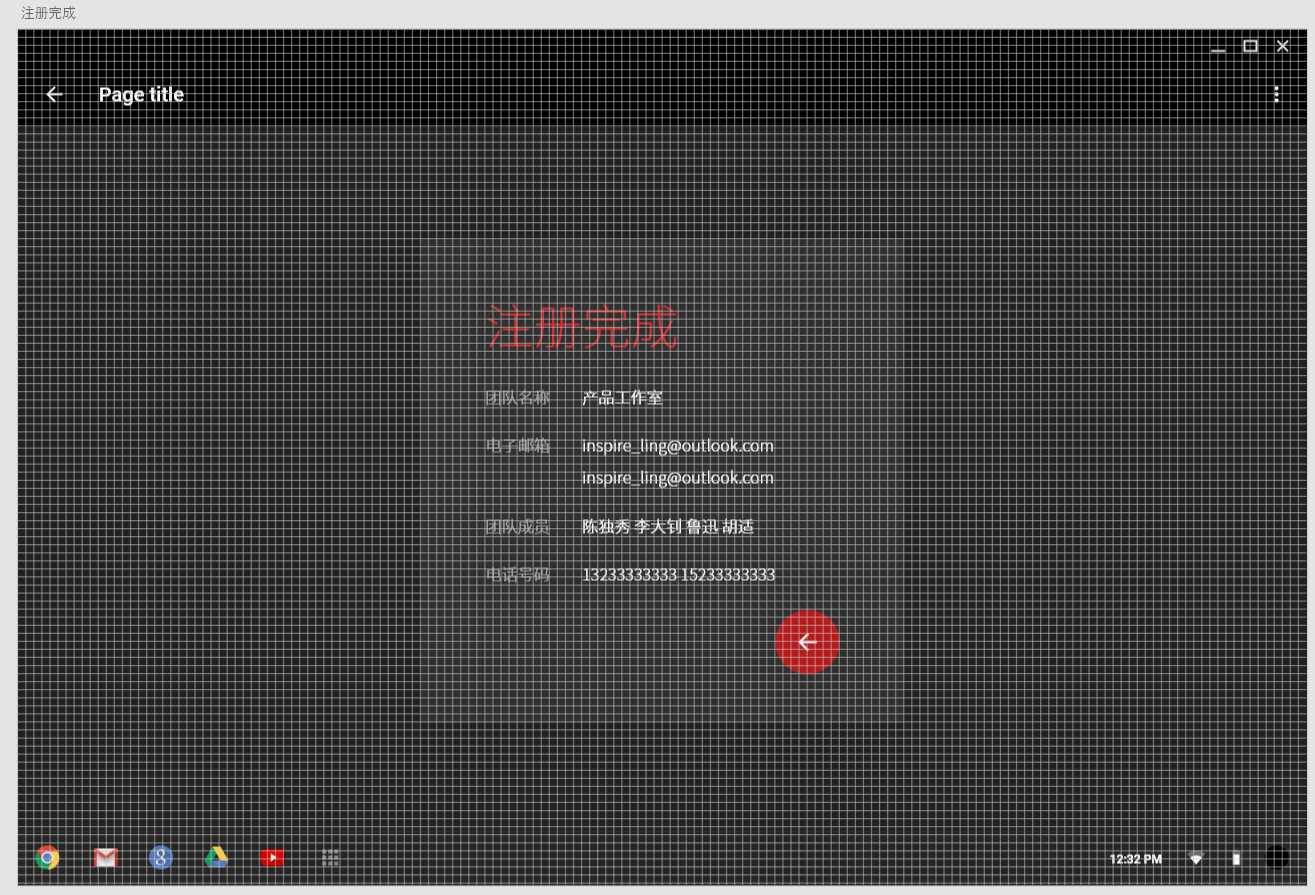 注册完成
Page title
注册完成
团队名称 产品工作室
电子邮箱 inspire_ling@outlook.com
inspire_ling@outlook.com
团队成员 陈独秀 李大钊 鲁迅 胡适
电话号码 13233333333 15233333333
8
12:32 PM